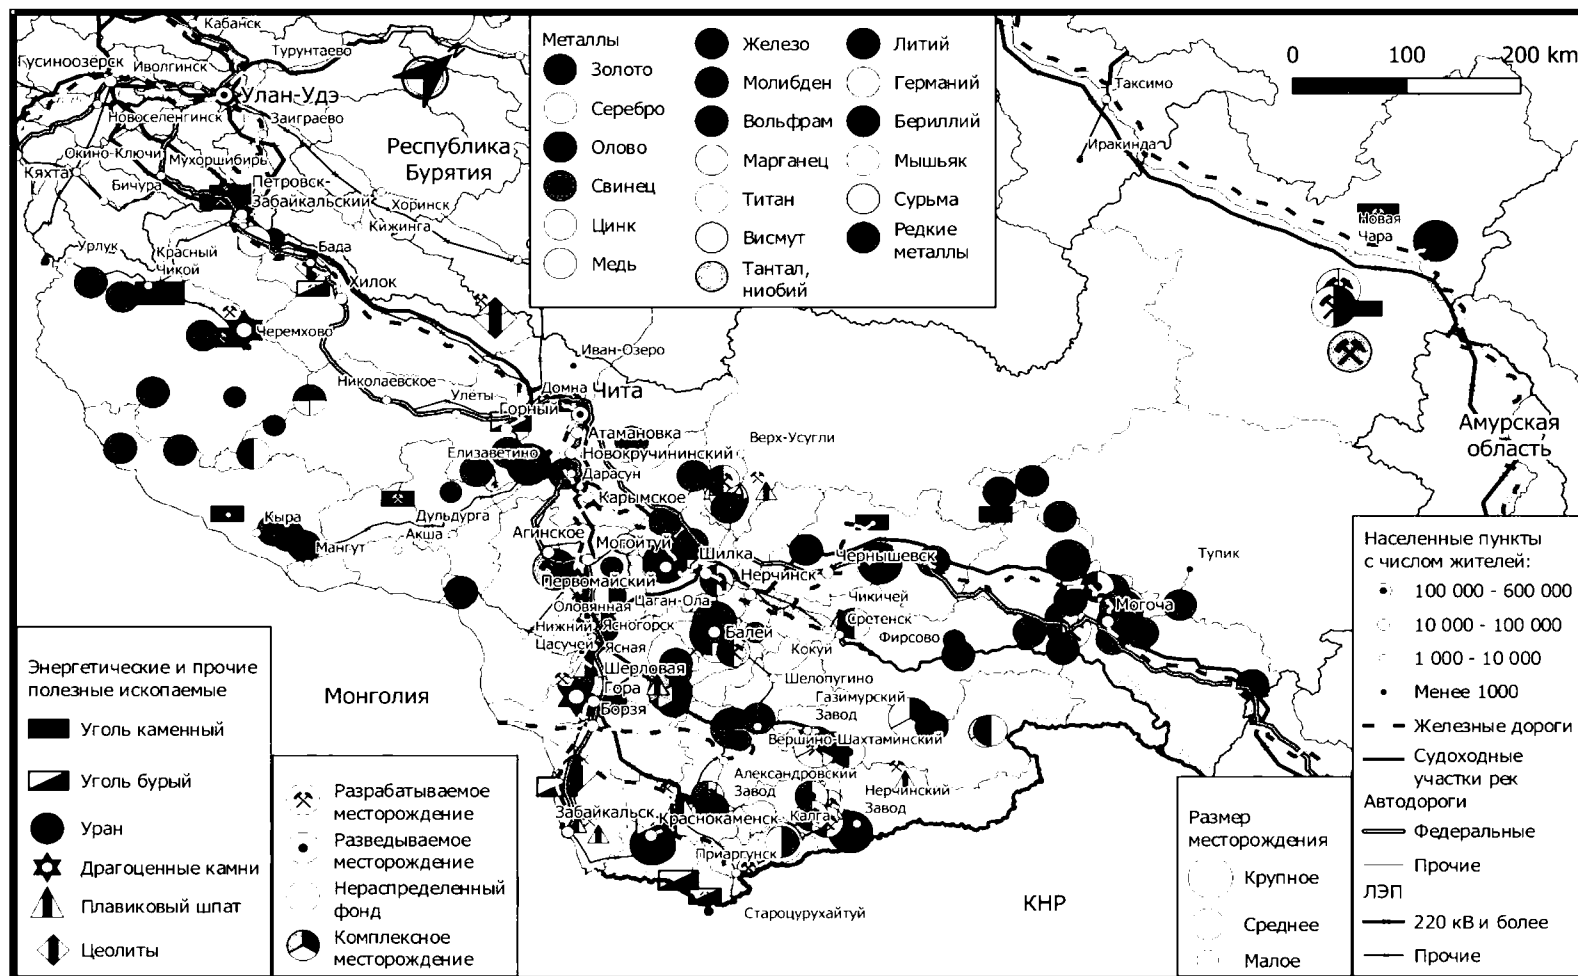 Кабанск
Турунтаево
Гусиноозёрск
Иволгинск
Улан-Удэ
Новоселенгинск
Заиграево
Окино-Ключи
Мухоршибирь
Кяхта
Бичура
Петровск-
Забайкальский
Республика
Бурятия
Хоринск
Кижинга
Урлук
Красный
Чикой
Бада
Хилок
Черемхово
Металлы
Золото
Серебро
Олово
Свинец
Цинк
Медь
Железо
Молибден
Вольфрам
Марганец
Титан
Висмут
Тантал,
ниобий
Литий
Германий
Бериллий
Мышьяк
Сурьма
Редкие
металлы
0 100 200 km
Таксимо
Иракинда
Новая
Чара
Амурская
область
Иван-Озеро
Николаевское
Улёты
Домна
Чита
Горный
Атамановка
Верх-Усугли
Елизаветино
Новокручининский
Дарасун
Карымское
Дульдурга
Кыра
Мангут
Акша
Агинское
Могойтуй
Шилка
Чернышевск
Тупик
Первомайский
Нерчинск
Оловянная
Цаган-Ола
Чикичей
Могоча
Нижний
Цасучей
Ясногорск
Ясная
Балей
Сретенск
Фирсово
Кокуй
Шерловая
Гора
Борзя
Шелопугино
Газимурский
Завод
Вершино-Шахтаминский
Монголия
Александровский
Завод
Нерчинский
Завод
Забайкальск
Краснокаменск
Калга
Приаргунск
Староцурухайтуй
КНР
Энергетические и прочие
полезные ископаемые
Уголь каменный
Уголь бурый
Уран
Драгоценные камни
Плавиковый шпат
Цеолиты
Разрабатываемое
месторождение
Разведываемое
месторождение
Нераспределенный
фонд
Комплексное
месторождение
Размер
месторождения
Крупное
Среднее
Малое
Населенные пункты
с числом жителей:
100 000 - 600 000
10 000 - 100 000
1 000 - 10 000
Менее 1000
Железные дороги
Судоходные
участки рек
Автодороги
Федеральные
Прочие
ЛЭП
220 кВ и более
Прочие